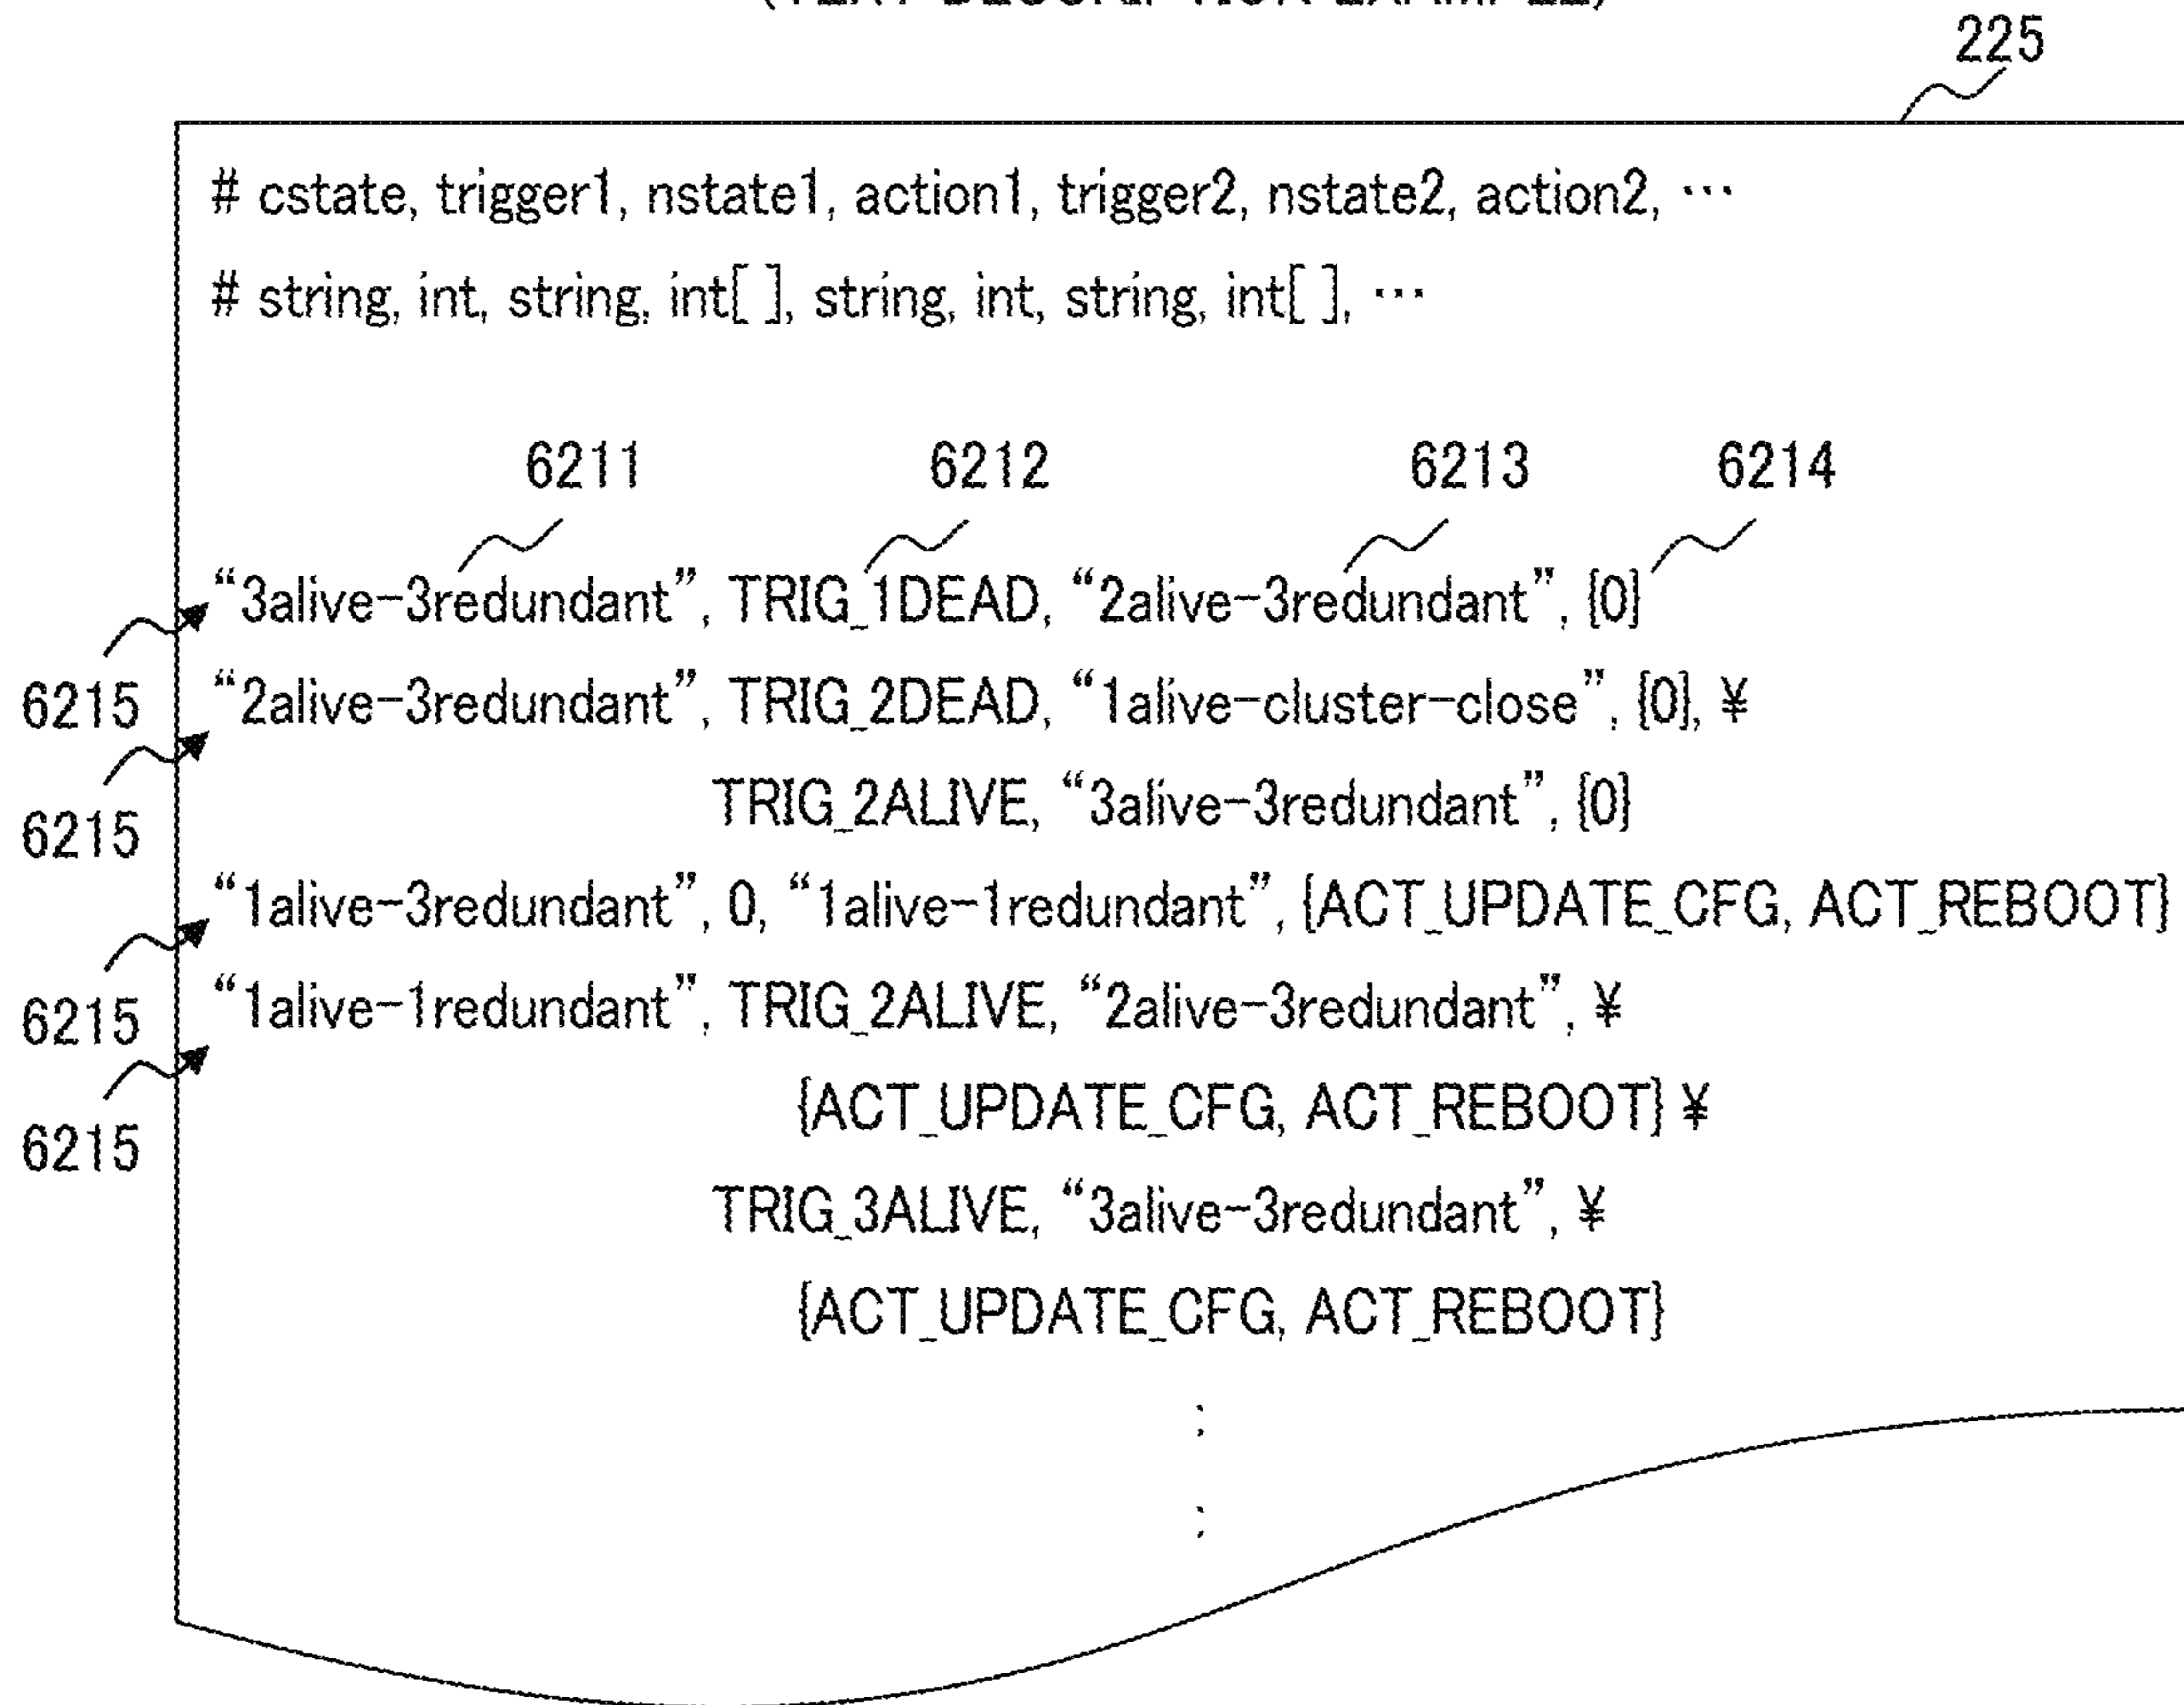 225
# cstate, trigger1, nstate1, action1, trigger2, nstate2, action2, ⋯
# string, int, string, int[ ], string, int, string, int[ ], ⋯
6211 6212 6213 6214
“3alive-3redundant”, TRIG_1DEAD, “2alive-3redundant”, {0}
6215 “2alive-3redundant”, TRIG_2DEAD, “1alive-cluster-close”, {0}, ¥
6215 TRIG_2ALIVE, “3alive-3redundant”, {0}
“1alive-3redundant”, 0, “1alive-1redundant”, {ACT_UPDATE_CFG, ACT_REBOOT}
6215 “1alive-1redundant”, TRIG_2ALIVE, “2alive-3redundant”, ¥
6215 {ACT_UPDATE_CFG, ACT_REBOOT} ¥
TRIG_3ALIVE, “3alive-3redundant”, ¥
{ACT_UPDATE_CFG, ACT_REBOOT}
:
: